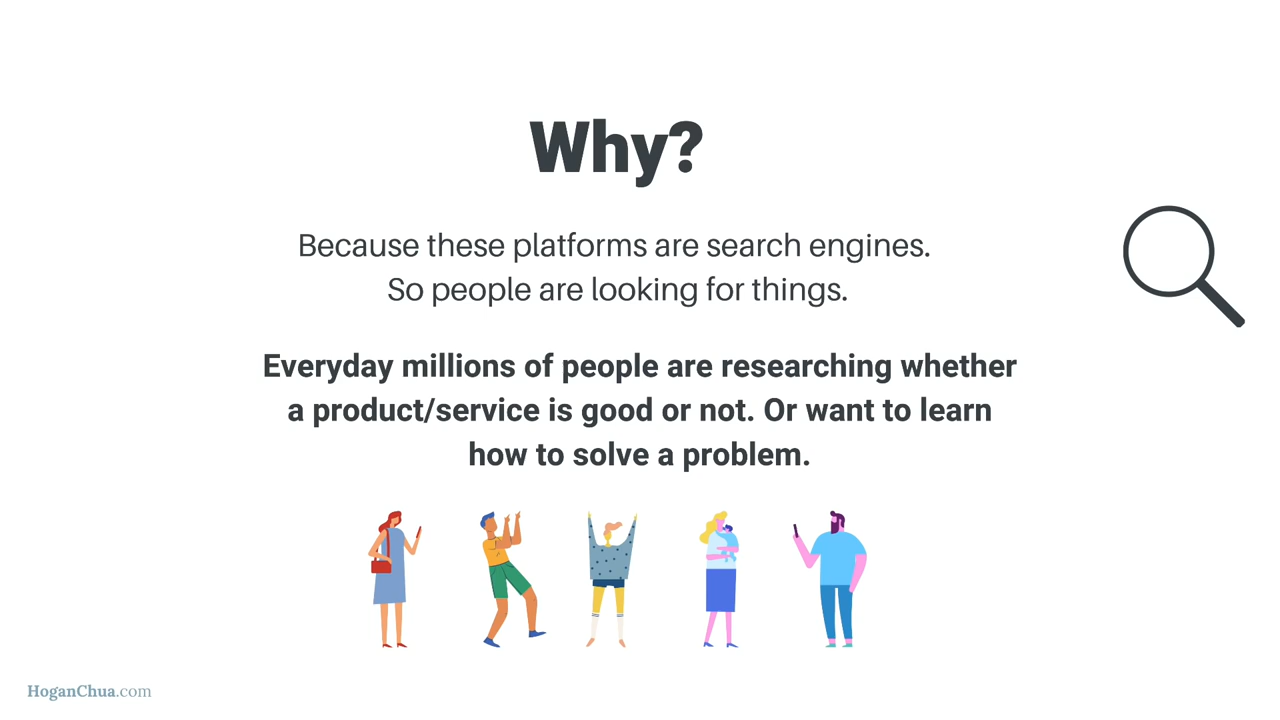 Why?
Because these platforms are search engines.
So people are looking for things.
Everyday millions of people are researching whether
a product/service is good or not. Or want to learn
how to solve a problem.
HoganChua.com